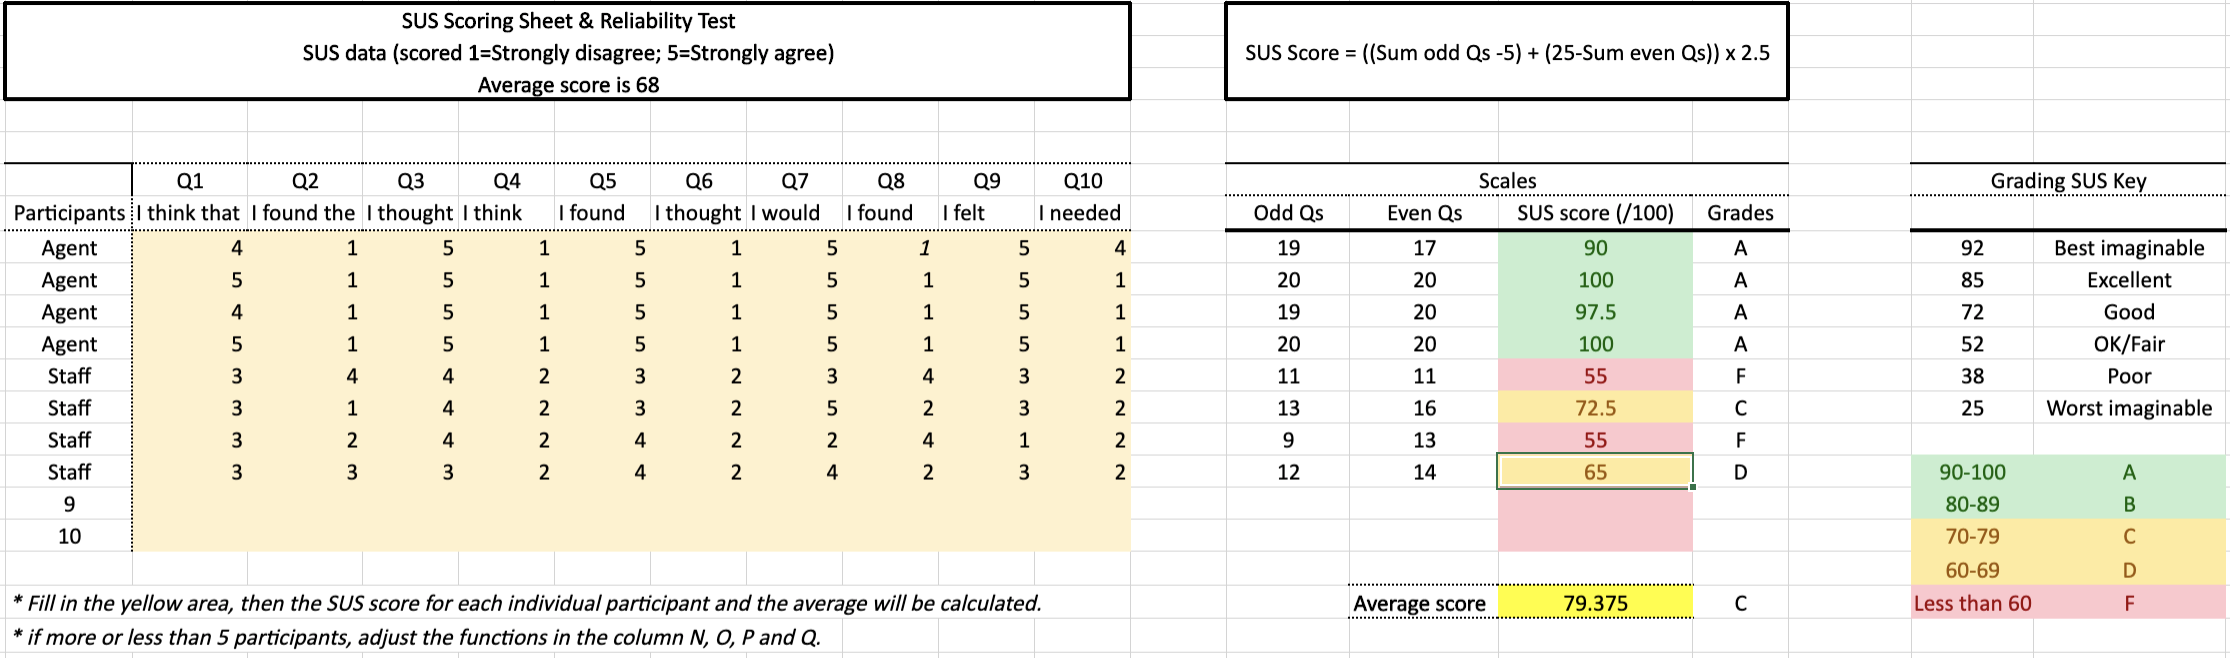 SUS Scoring Sheet & Reliability Test
SUS data (scored 1=Strongly disagree; 5=Strongly agree)
Average score is 68
SUS Score = ((Sum odd Qs -5) + (25-Sum even Qs)) x 2.5
Q1 Q2 Q3 Q4 Q5 Q6 Q7 Q8 Q9 Q10 Scales Grading SUS Key
Participants I think that I found the I thought I think I found I thought I would I found I felt I needed Odd Qs Even Qs SUS score (/100) Grades
Agent 4 1 5 1 5 1 5 1 5 4 19 17 90 A 92 Best imaginable
Agent 5 1 5 1 5 1 5 1 5 1 20 20 100 A 85 Excellent
Agent 4 1 5 1 5 1 5 1 5 1 19 20 97.5 A 72 Good
Agent 5 1 5 1 5 1 5 1 5 1 20 20 100 A 52 OK/Fair
Staff 3 4 4 2 3 2 3 4 3 2 11 11 55 F 38 Poor
Staff 3 1 4 2 3 2 5 2 3 2 13 16 72.5 C 25 Worst imaginable
Staff 3 2 4 2 4 2 2 4 1 2 9 13 55 F
Staff 3 3 3 2 4 2 4 2 3 2 12 14 65 D 90-100 A
9 80-89 B
10 70-79 C
60-69 D
* Fill in the yellow area, then the SUS score for each individual participant and the average will be calculated. Average score 79.375 C Less than 60 F
* if more or less than 5 participants, adjust the functions in the column N, O, P and Q.